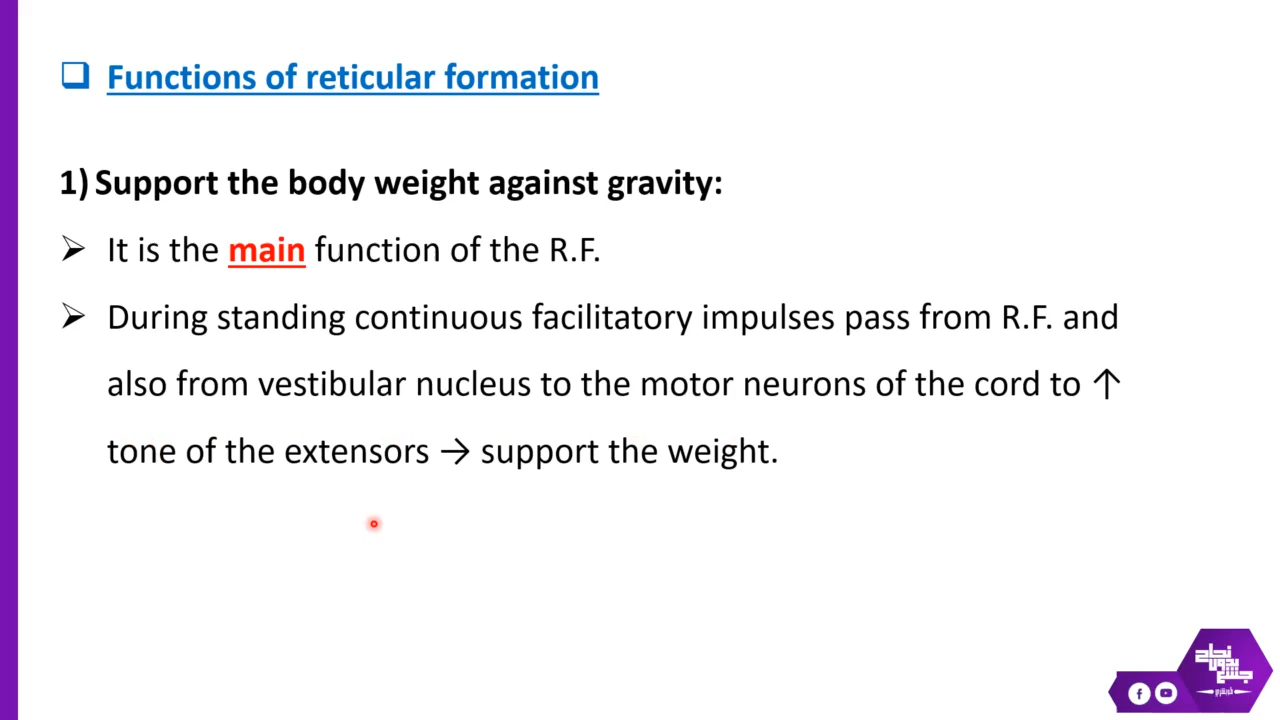 Functions of reticular formation
1) Support the body weight against gravity:
➢ It is the main function of the R.F.
➢ During standing continuous facilitatory impulses pass from R.F. and
also from vestibular nucleus to the motor neurons of the cord to ↑
tone of the extensors → support the weight.
نجاح
بدون